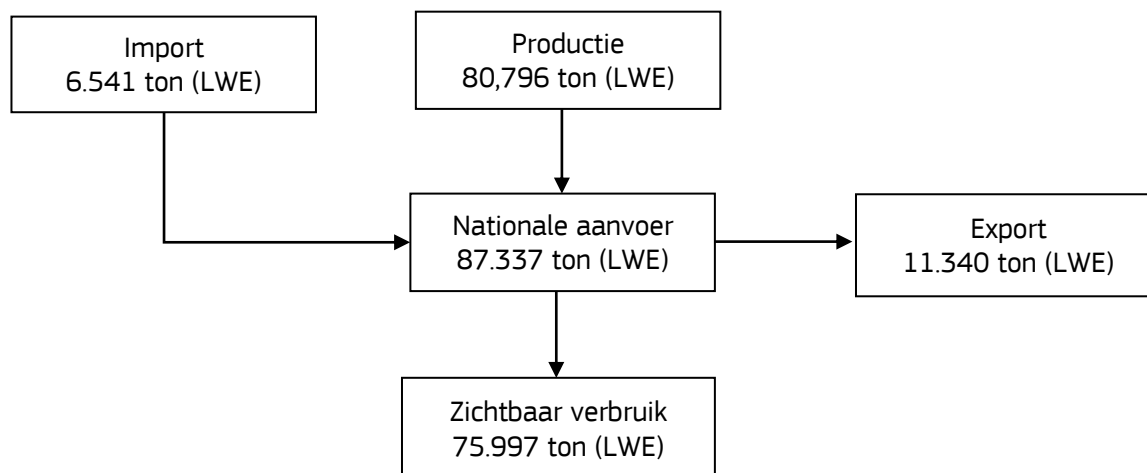 Import
6.541 ton (LWE)
Productie
80,796 ton (LWE)
Nationale aanvoer
87.337 ton (LWE)
Export
11.340 ton (LWE)
Zichtbaar verbruik
75.997 ton (LWE)